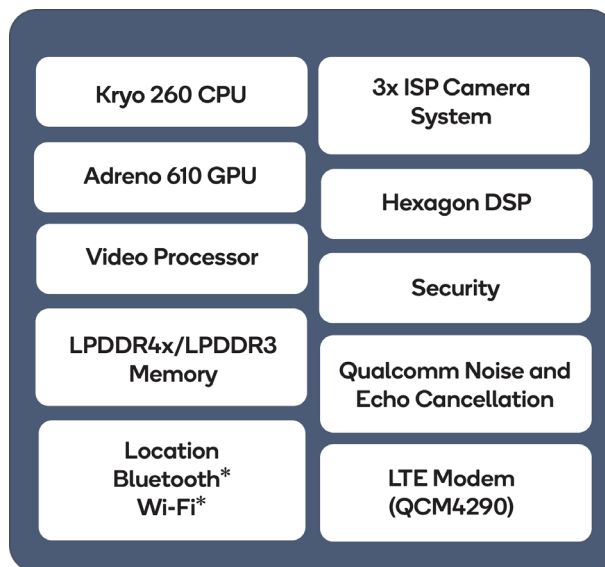 Kryo 260 CPU
Adreno 610 GPU
Video Processor
LPDDR4x/LPDDR3
Memory
Location
Bluetooth*
Wi-Fi*
3x ISP Camera
System
Hexagon DSP
Security
Qualcomm Noise and
Echo Cancellation
LTE Modem
(QCM4290)